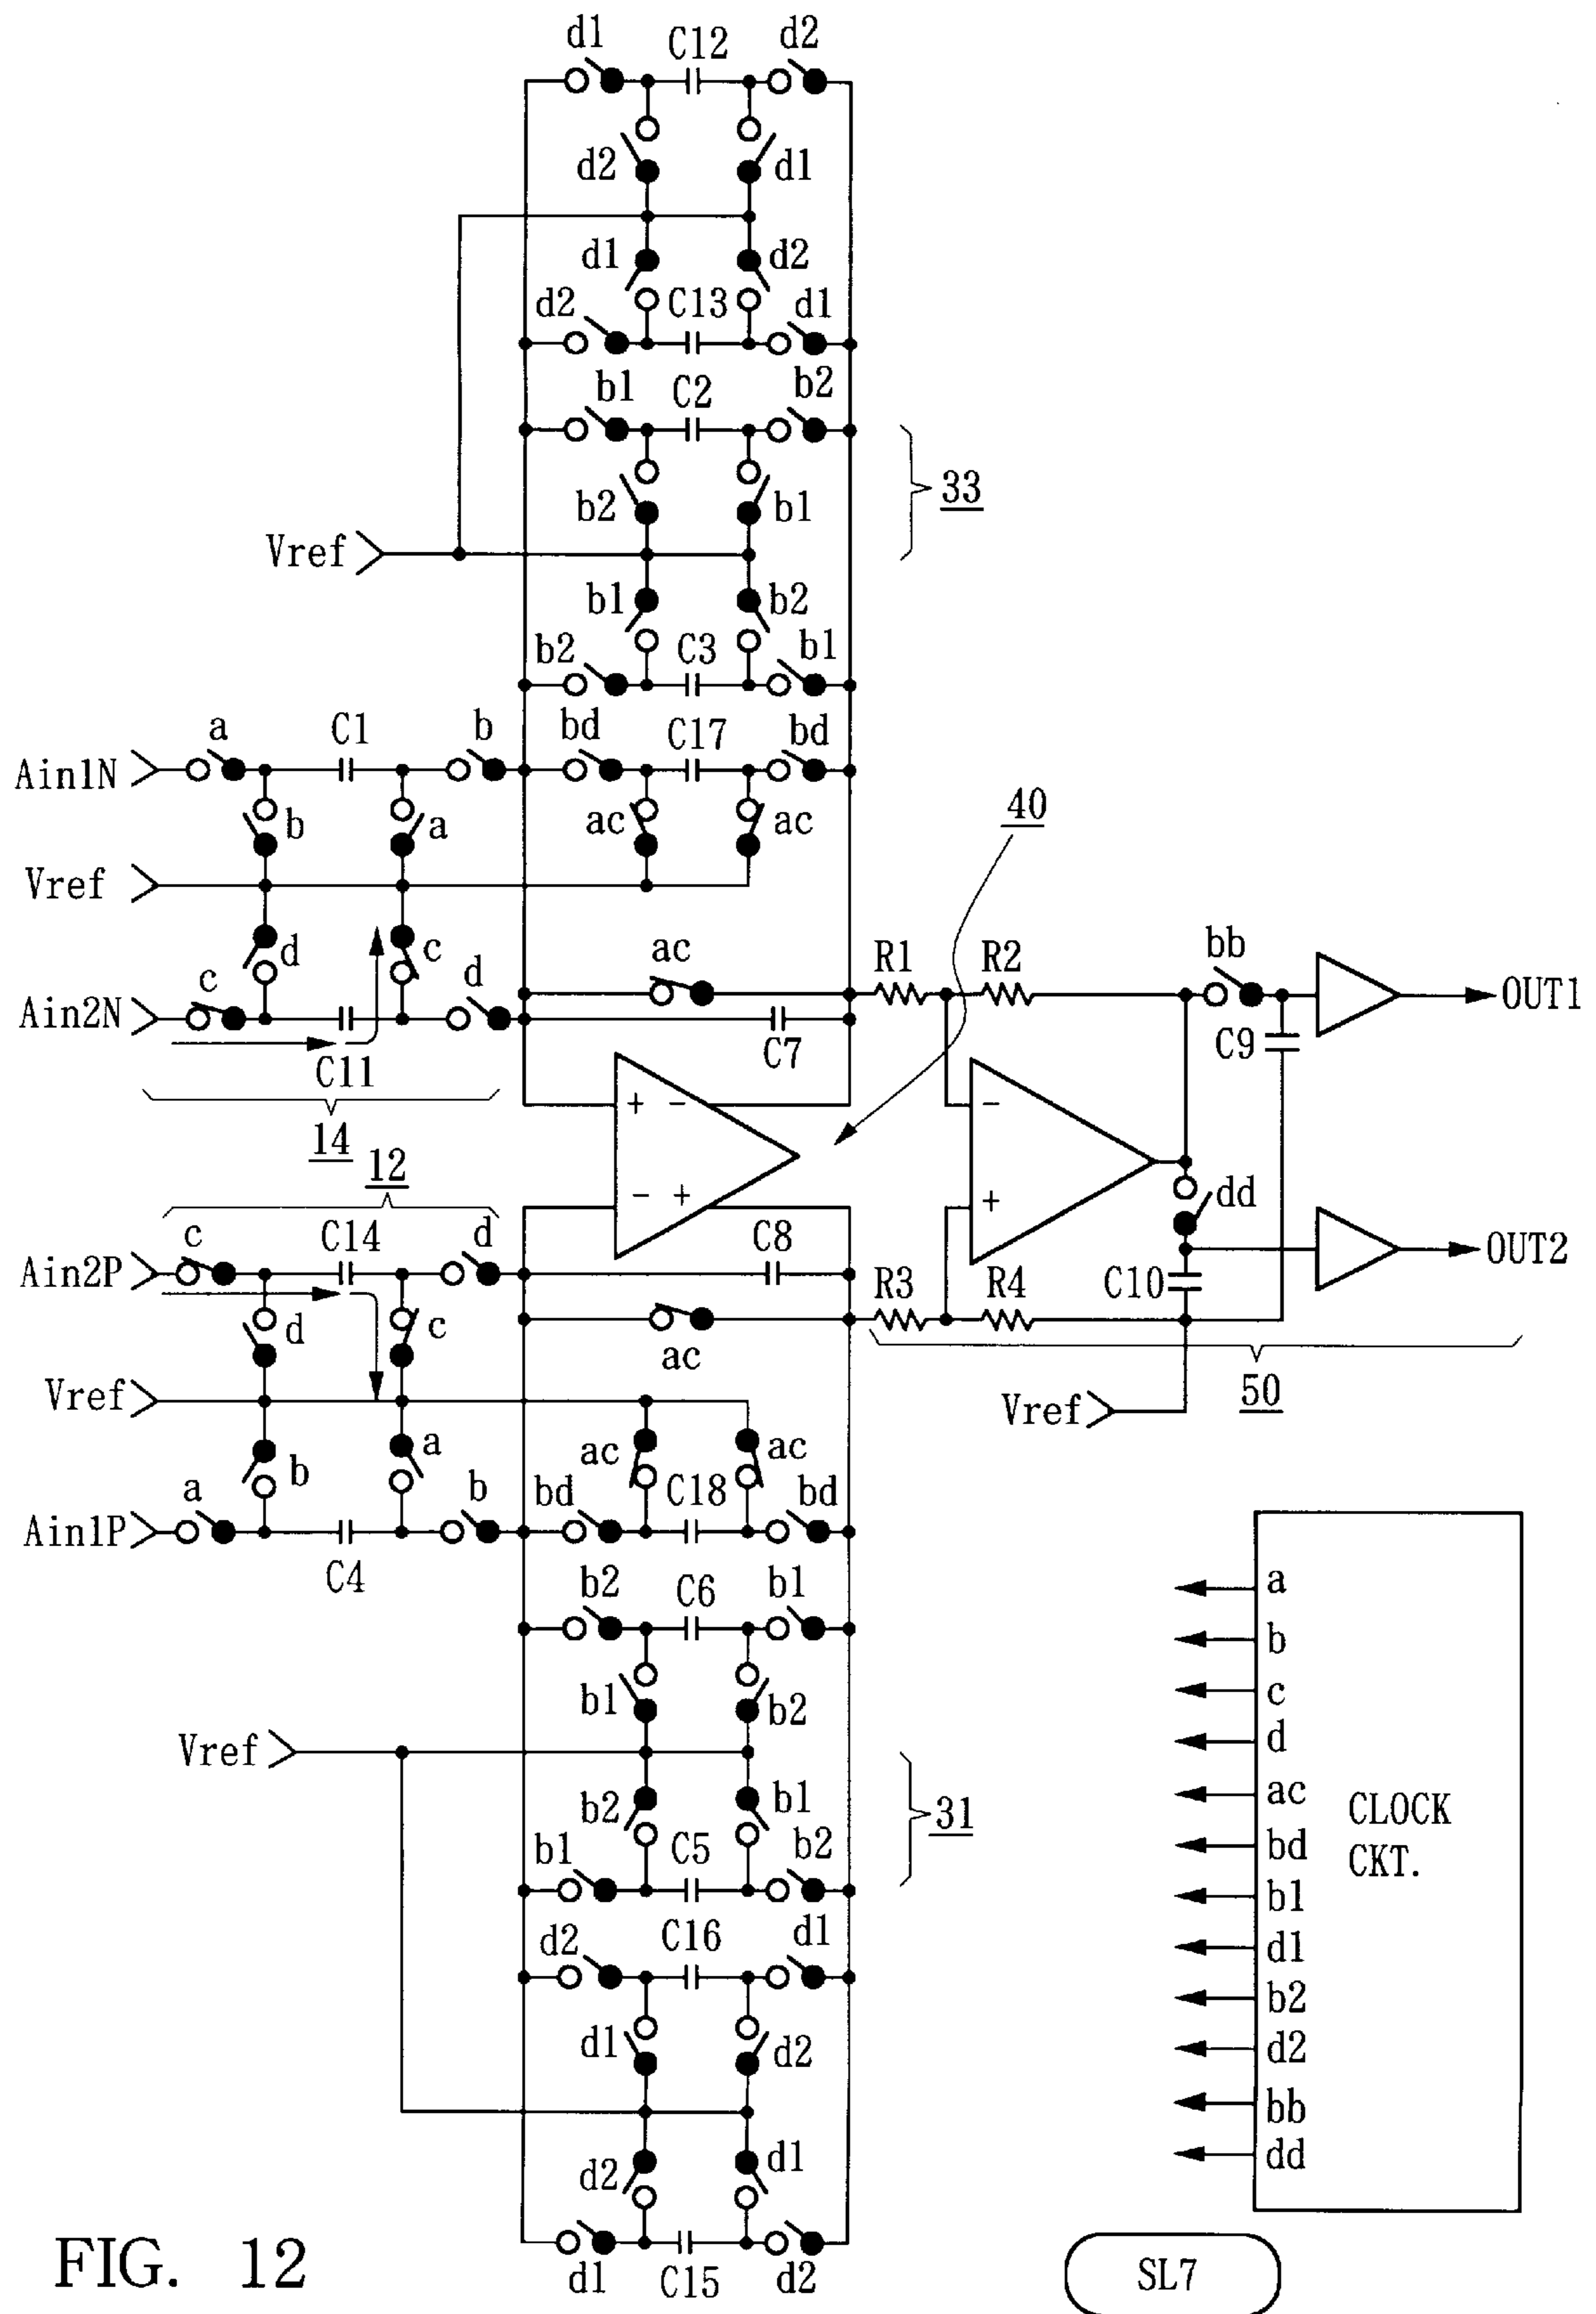 d1 C12 d2
d2 d1
d1 d2
d2 C13 d1
b1 C2 b2
b2 b1
33
Vref
b1 b2
b2 C3 b1
a C1 b bd C17 bd
Ain1N
b a ac ac
40
Vref
d c ac R1 R2 bb
c d
Ain2N OUT1
C11 C7 C9
+ − −
14
12
− + + dd
c C14 d C8
Ain2P OUT2
d c C10 R3 R4
ac
Vref 50
Vref
b a ac ac
a b bd C18 bd
Ain1P
C4
b2 C6 b1
b1 b2
Vref
b2 b1 31
b1 C5 b2
d2 C16 d1
d1 d2
d2 d1
d1 C15 d2
a
b
c
d
ac
bd
b1
d1
b2
d2
bb
dd
CLOCK
CKT.
FIG. 12
SL7